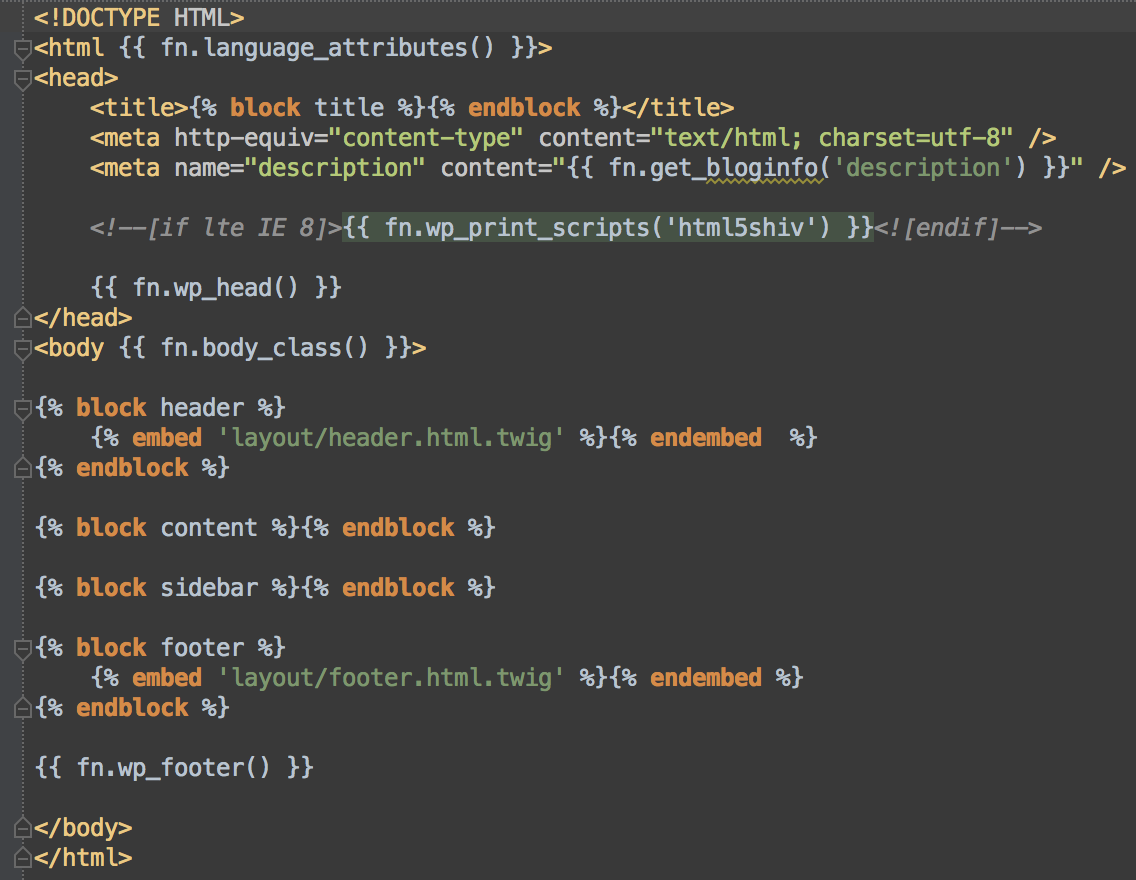 <!DOCTYPE HTML>
<html {{ fn.language_attributes() }}>
<head>
    <title>{% block title %}{% endblock %}</title>
    <meta http-equiv="content-type" content="text/html; charset=utf-8" />
    <meta name="description" content="{{ fn.get_bloginfo('description') }}" />

    <!--[if lte IE 8]>{{ fn.wp_print_scripts('html5shiv') }}<![endif]-->

    {{ fn.wp_head() }}
</head>
<body {{ fn.body_class() }}>

{% block header %}
    {% embed 'layout/header.html.twig' %}{% endembed  %}
{% endblock %}

{% block content %}{% endblock %}

{% block sidebar %}{% endblock %}

{% block footer %}
    {% embed 'layout/footer.html.twig' %}{% endembed %}
{% endblock %}

{{ fn.wp_footer() }}

</body>
</html>